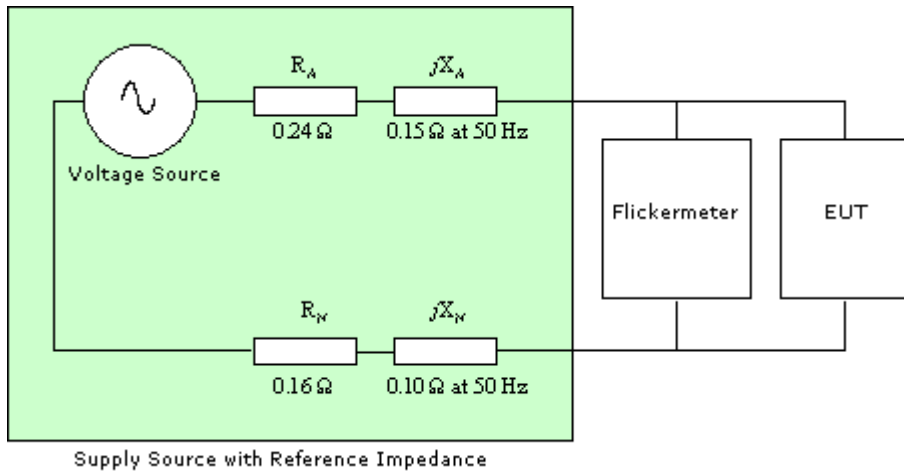 R_A
jX_A
0.24 Ω
0.15 Ω at 50 Hz
Voltage Source
Flickermeter
EUT
R_N
jX_N
0.16 Ω
0.10 Ω at 50 Hz
Supply Source with Reference Impedance